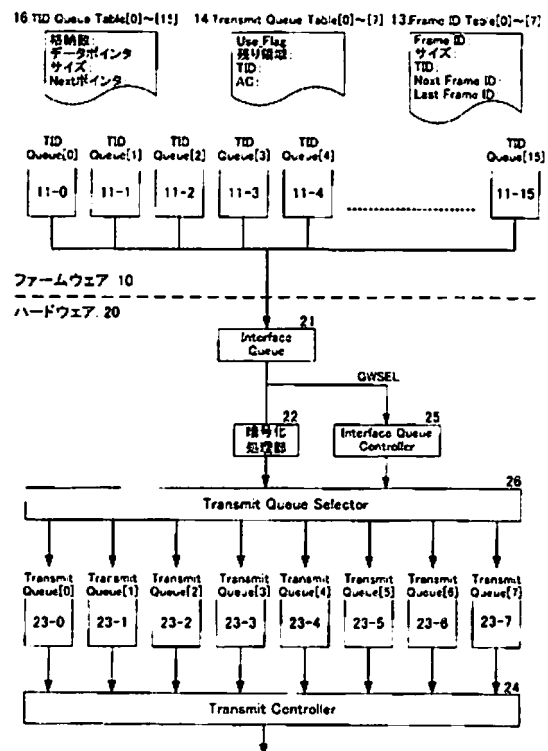 16 TID Queue Table[0]~[15]
14 Transmit Queue Table[0]~[7]
13 Frame ID Table[0]~[7]
格納数:
データポインタ
サイズ:
Nextポインタ
Use_Flag
残り領域:
TID:
AC:
Frame ID:
サイズ:
TID:
Next Frame ID:
Last Frame ID
TID Queue[0]
TID Queue[1]
TID Queue[2]
TID Queue[3]
TID Queue[4]
TID Queue[15]
11-0
11-1
11-2
11-3
11-4
11-15
ファームウェア 10
ハードウェア. 20
21
Interface Queue
QWSEL
22
暗号化処理部
25
Interface Queue Controller
26
Transmit Queue Selector
Transmit Queue[0]
Transmit Queue[1]
Transmit Queue[2]
Transmit Queue[3]
Transmit Queue[4]
Transmit Queue[5]
Transmit Queue[6]
Transmit Queue[7]
23-0
23-1
23-2
23-3
23-4
23-5
23-6
23-7
24
Transmit Controller